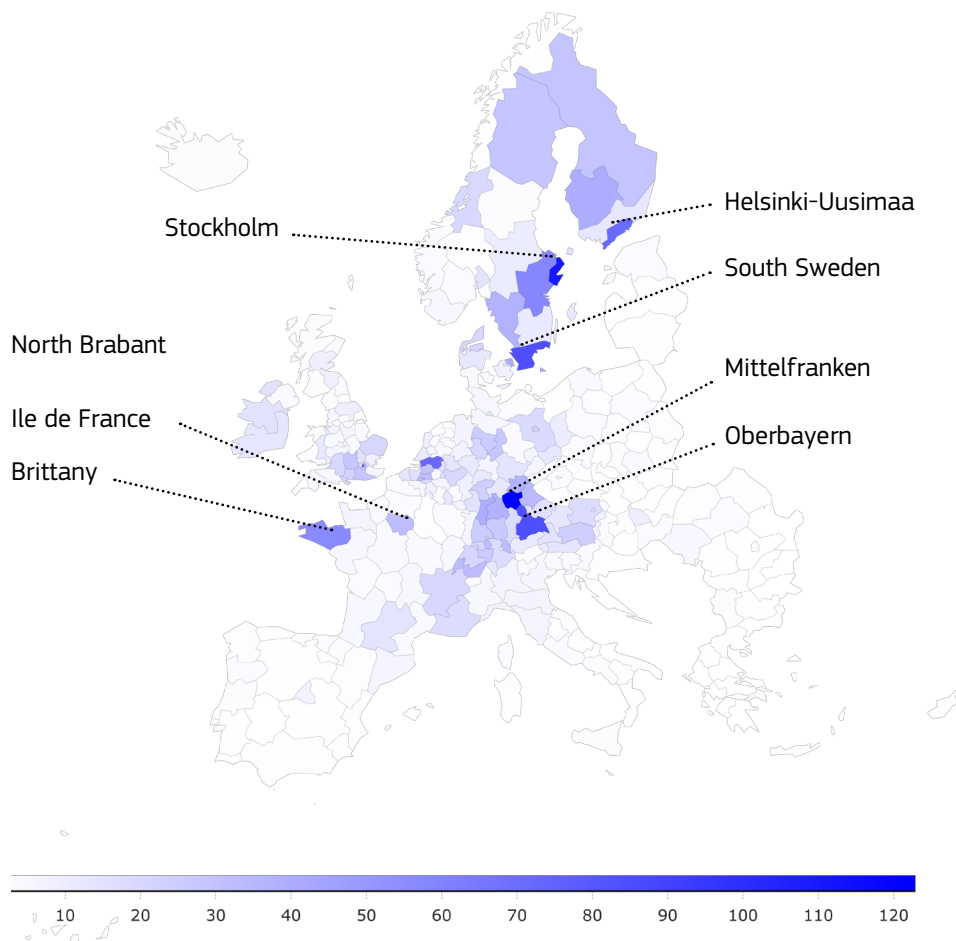 Helsinki-Uusimaa
Stockholm
South Sweden
North Brabant
Mittelfranken
Ile de France
Oberbayern
Brittany
10 20 30 40 50 60 70 80 90 100 110 120